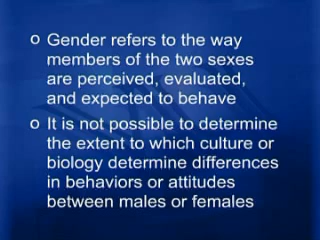 o Gender refers to the way
members of the two sexes
are perceived, evaluated,
and expected to behave
o It is not possible to determine
the extent to which culture or
biology determine differences
in behaviors or attitudes
between males or females